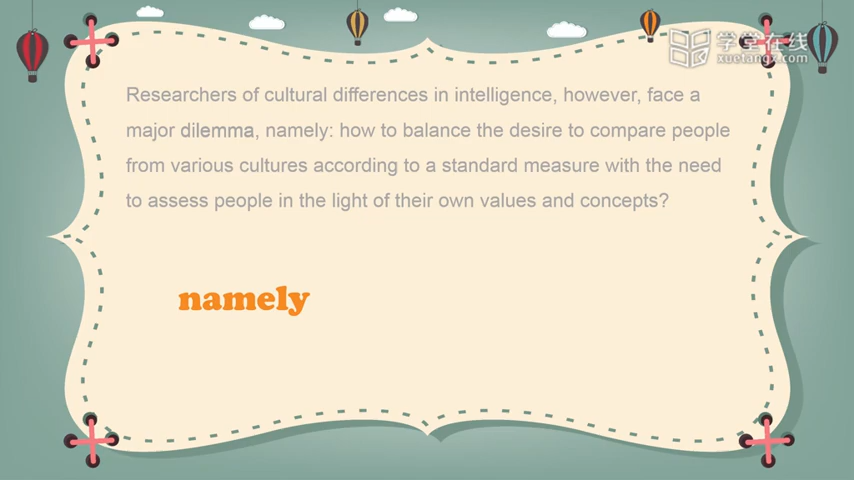 学堂在线
xuetangz.com
Researchers of cultural differences in intelligence, however, face a
major dilemma, namely: how to balance the desire to compare people
from various cultures according to a standard measure with the need
to assess people in the light of their own values and concepts?
namely